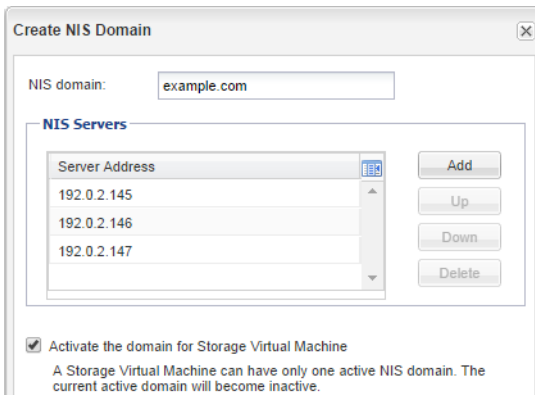 Create NIS Domain
NIS domain: example.com
NIS Servers
Server Address
192.0.2.145
192.0.2.146
192.0.2.147
Add
Up
Down
Delete
Activate the domain for Storage Virtual Machine
A Storage Virtual Machine can have only one active NIS domain. The
current active domain will become inactive.